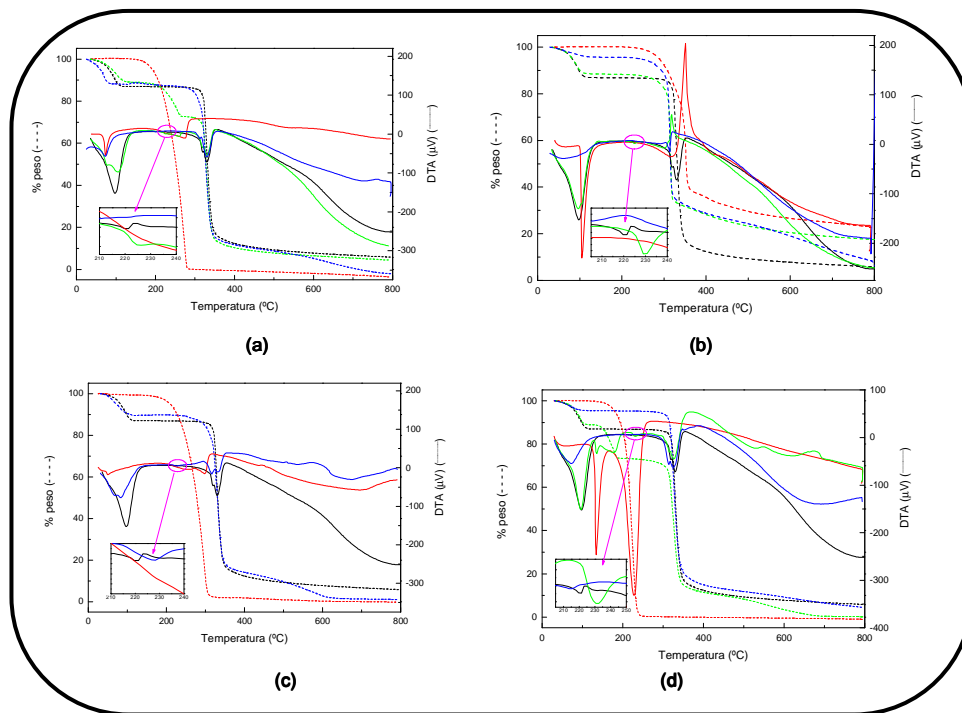 100
80
60
40
20
0
% peso (- - - -)
200
100
0
-100
-200
-300
DTA (µV) (——)
210 220 230 240
0 200 400 600 800
Temperatura (ºC)
(a)
100
80
60
40
20
0
% peso (- - - -)
200
100
0
-100
-200
DTA (µV) (——)
210 220 230 240
0 200 400 600 800
Temperatura (ºC)
(b)
100
80
60
40
20
0
% peso (- - - -)
200
100
0
-100
-200
-300
DTA (µV) (——)
210 220 230 240
0 200 400 600 800
Temperatura (ºC)
(c)
100
80
60
40
20
0
% peso (- - - -)
100
0
-100
-200
-300
-400
DTA (µV) (——)
210 220 230 240 250
0 200 400 600 800
Temperatura (ºC)
(d)